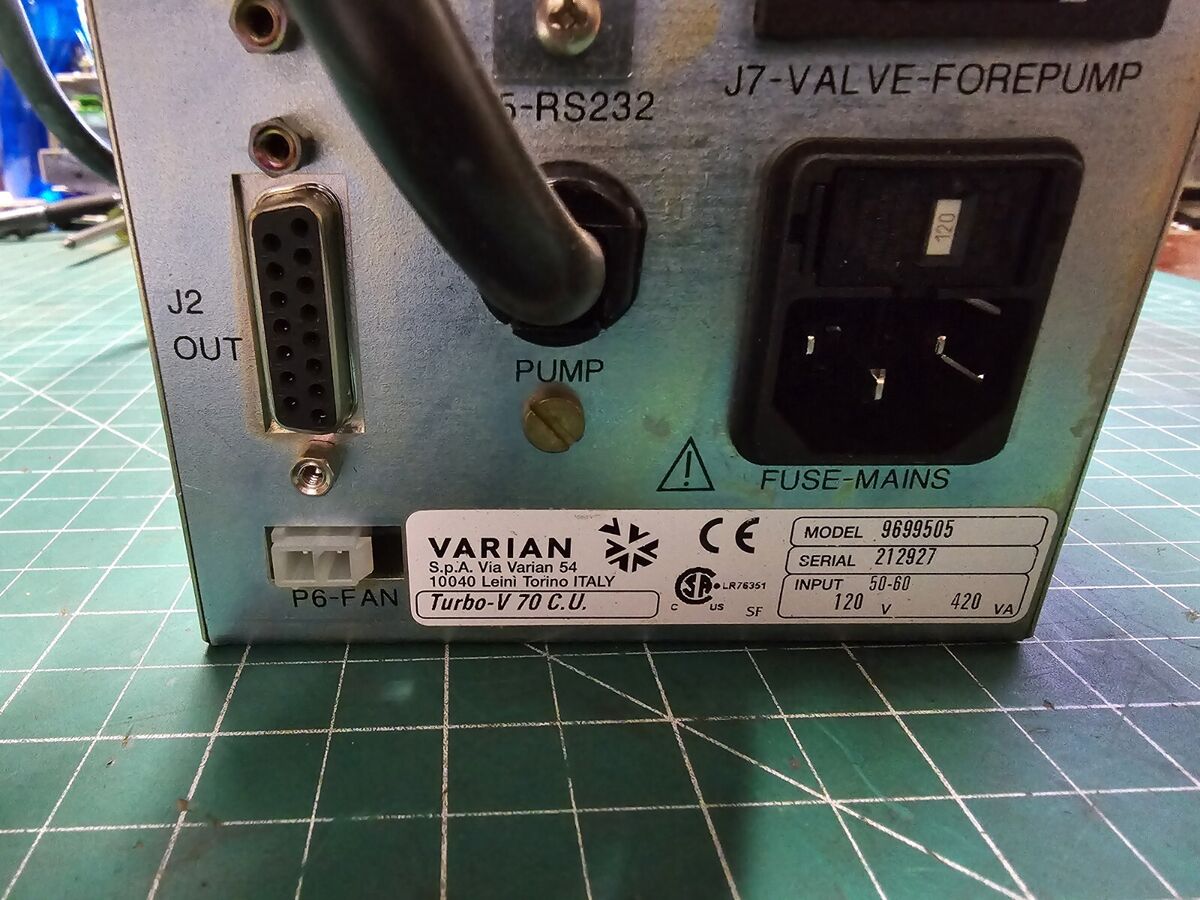 5-RS232
J7-VALVE-FOREPUMP
120
J2
OUT
PUMP
!
FUSE-MAINS
P6-FAN
VARIAN
S.p.A. Via Varian 54
10040 Leinì Torino ITALY
Turbo-V 70 C.U.
CE
SA
LR76351
C US
SF
MODEL 9699505
SERIAL 212927
INPUT 50-60
120 V 420 VA